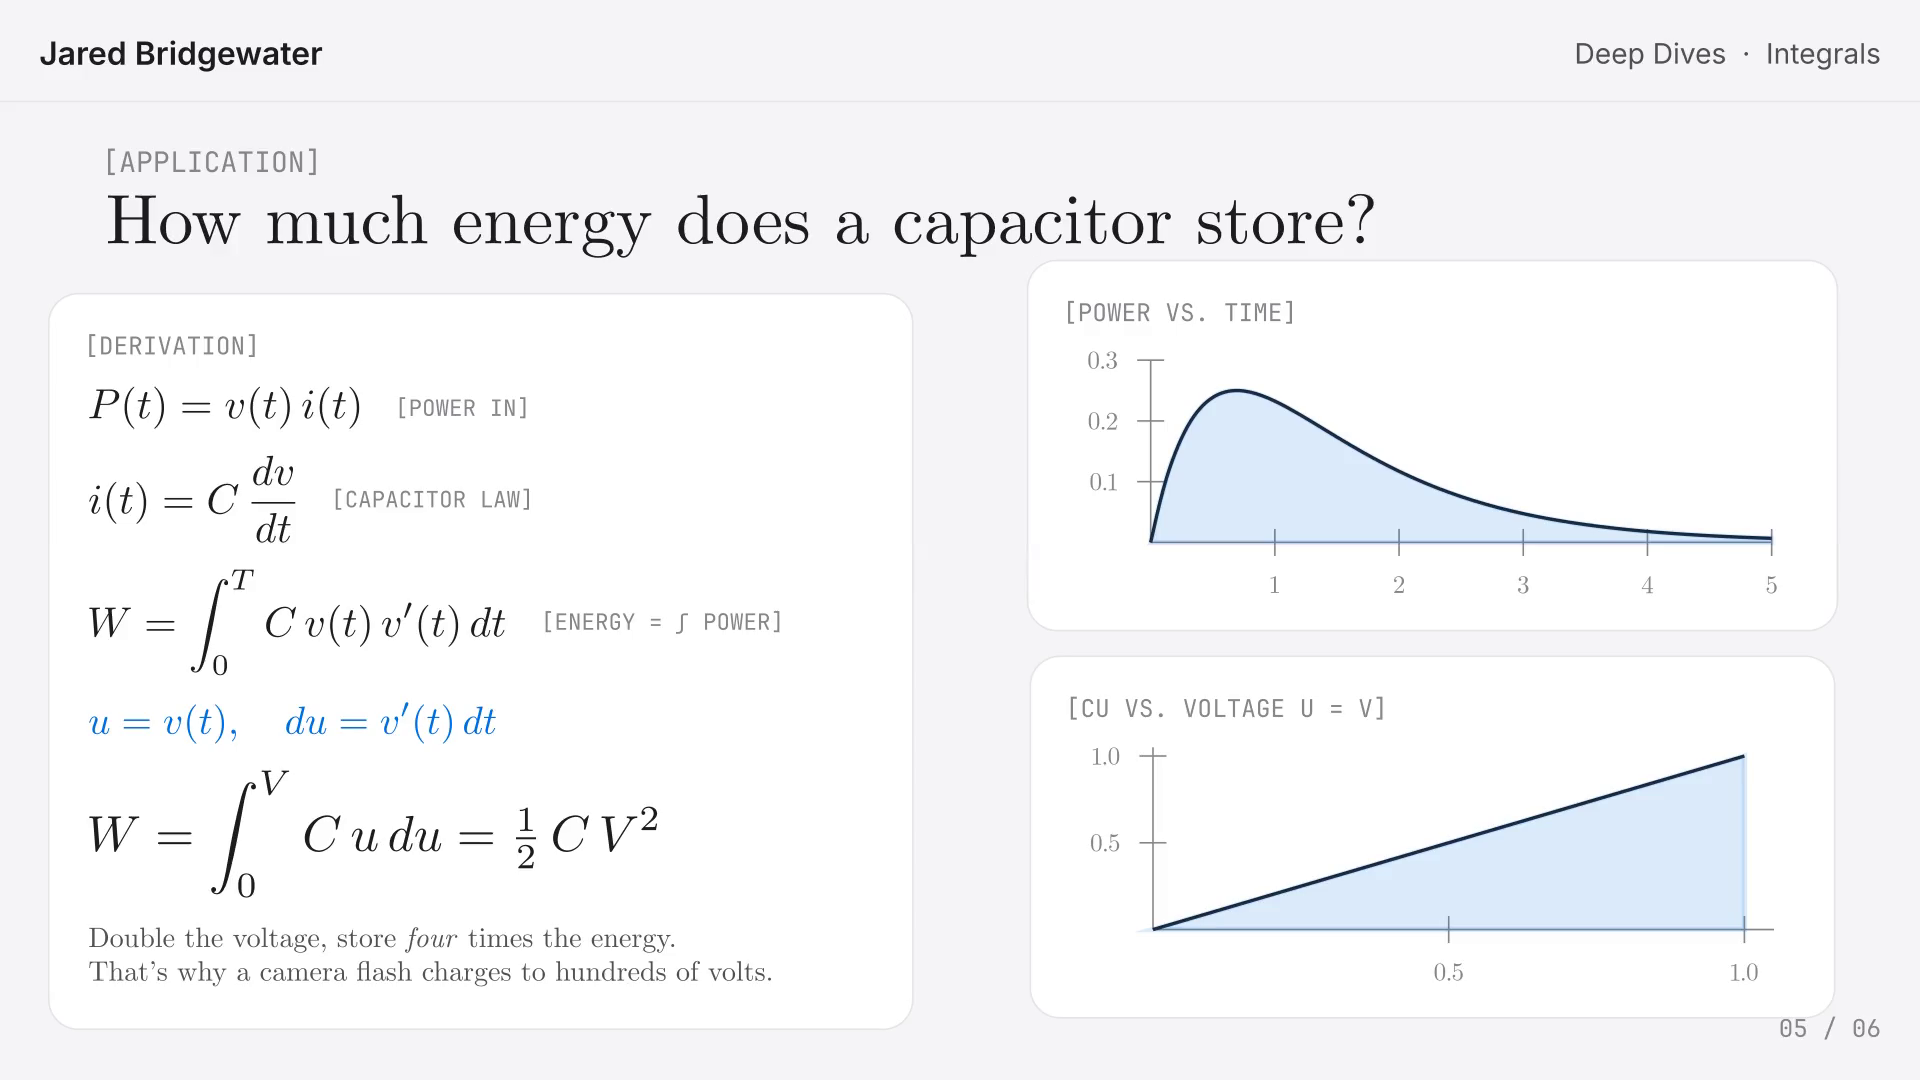 Jared Bridgewater
Deep Dives · Integrals
[APPLICATION]
How much energy does a capacitor store?
[DERIVATION]
P(t) = v(t) i(t) [POWER IN]
i(t) = C dv/dt [CAPACITOR LAW]
W = ∫₀ᵀ C v(t) v′(t) dt [ENERGY = ∫ POWER]
u = v(t), du = v′(t) dt
W = ∫₀ⱽ C u du = ½ C V²
Double the voltage, store four times the energy.
That's why a camera flash charges to hundreds of volts.
[POWER VS. TIME]
0.3
0.2
0.1
1 2 3 4 5
[CU VS. VOLTAGE U = V]
1.0
0.5
0.5 1.0
05 / 06